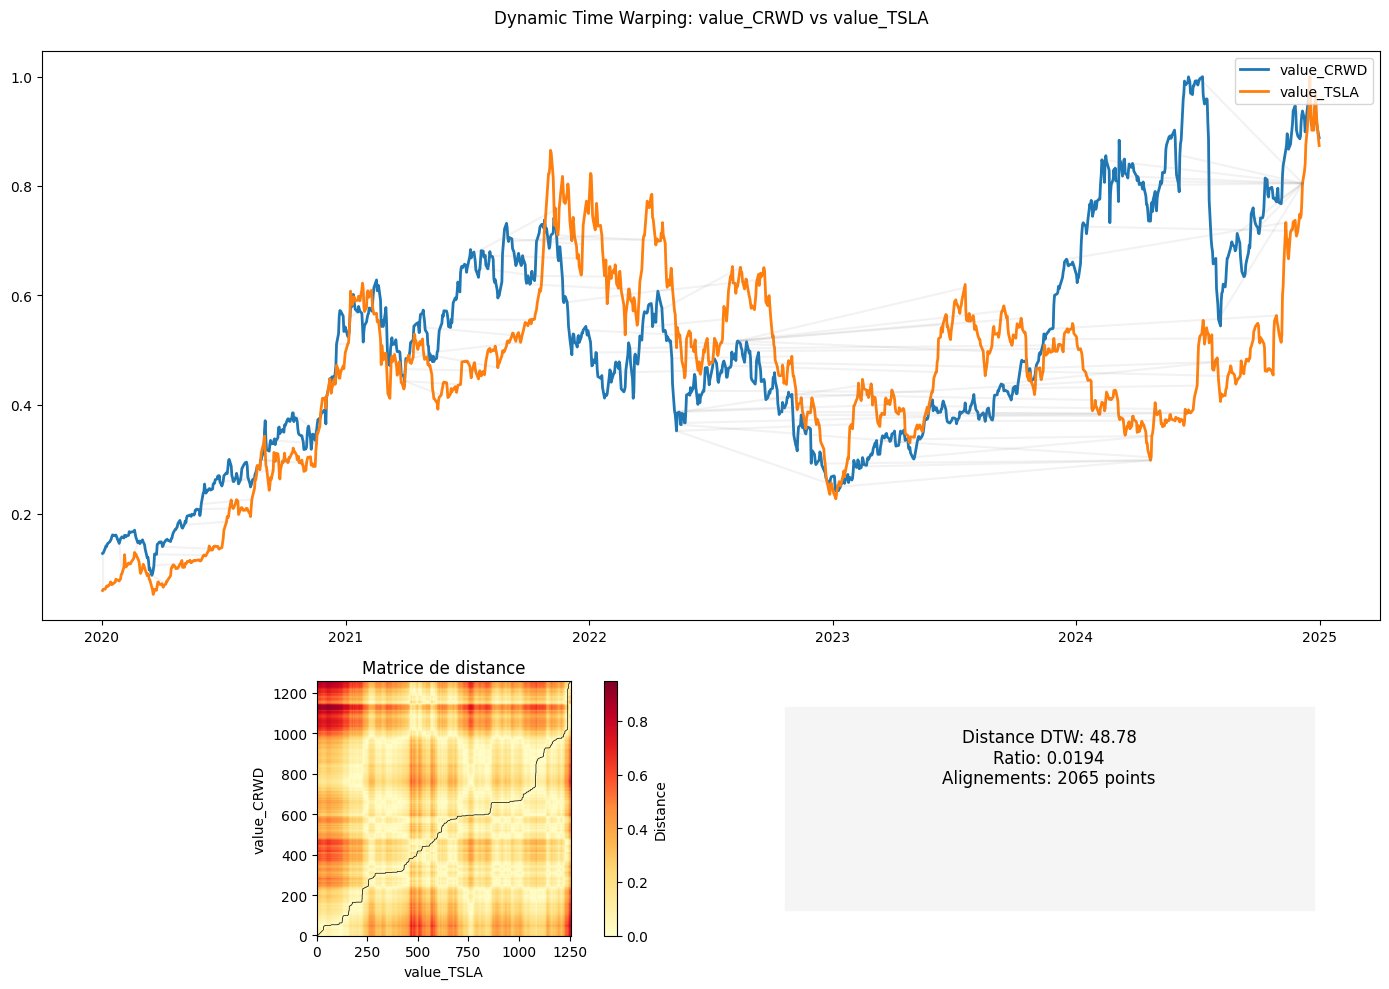 Dynamic Time Warping: value_CRWD vs value_TSLA
value_CRWD
value_TSLA
1.0
0.8
0.6
0.4
0.2
2020 2021 2022 2023 2024 2025
Matrice de distance
value_CRWD
1200
1000
800
600
400
200
0
0 250 500 750 1000 1250
value_TSLA
0.8
0.6
0.4
0.2
0.0
Distance
Distance DTW: 48.78
Ratio: 0.0194
Alignements: 2065 points